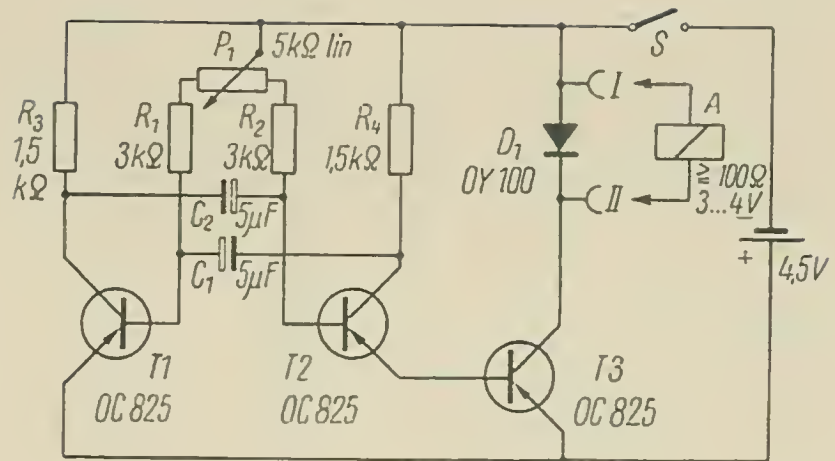 P₁
5kΩ lin
S
I
R₃
1,5
kΩ
R₁
3kΩ
R₂
3kΩ
R₄
1,5kΩ
D₁
OY 100
A
≧ 100Ω
3...4V
II
C₂
5μF
C₁
5μF
+
4,5V
T1
OC 825
T2
OC 825
T3
OC 825